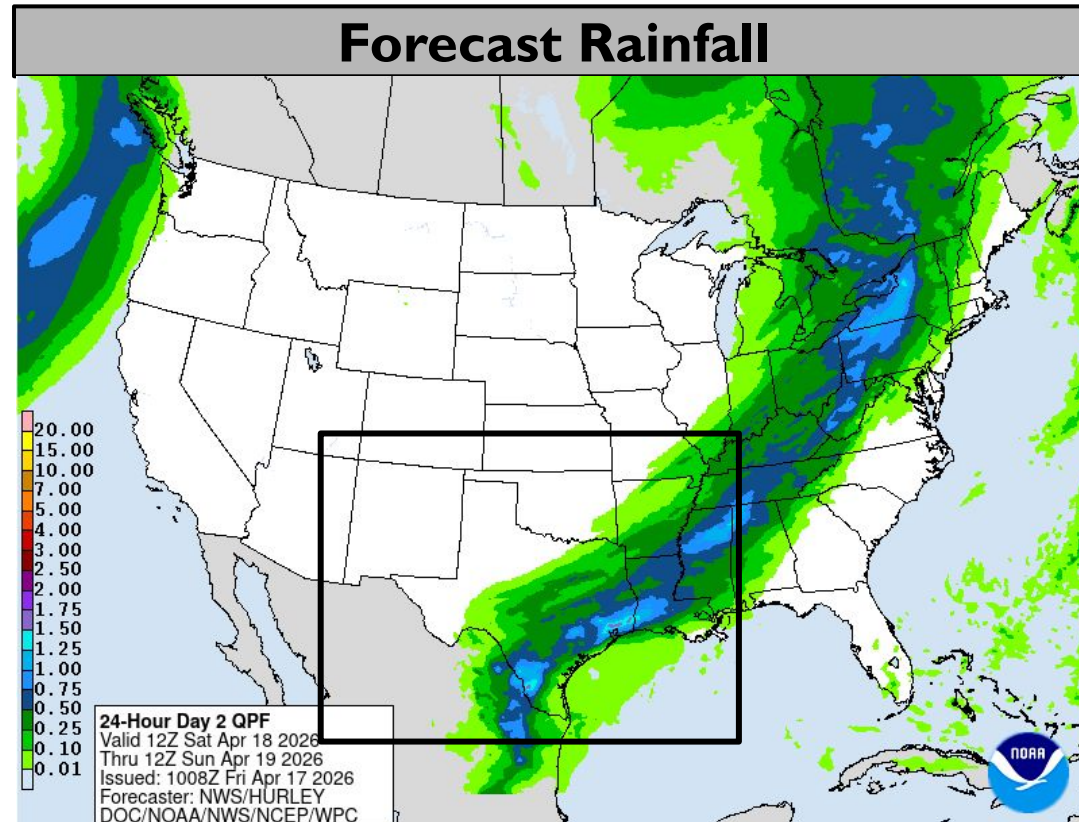 Forecast Rainfall
20.00
15.00
10.00
7.00
5.00
4.00
3.00
2.50
2.00
1.75
1.50
1.25
1.00
0.75
0.50
0.25
0.10
0.01
24-Hour Day 2 QPF
Valid 12Z Sat Apr 18 2026
Thru 12Z Sun Apr 19 2026
Issued: 1008Z Fri Apr 17 2026
Forecaster: NWS/HURLEY
DOC/NOAA/NWS/NCEP/WPC
NOAA